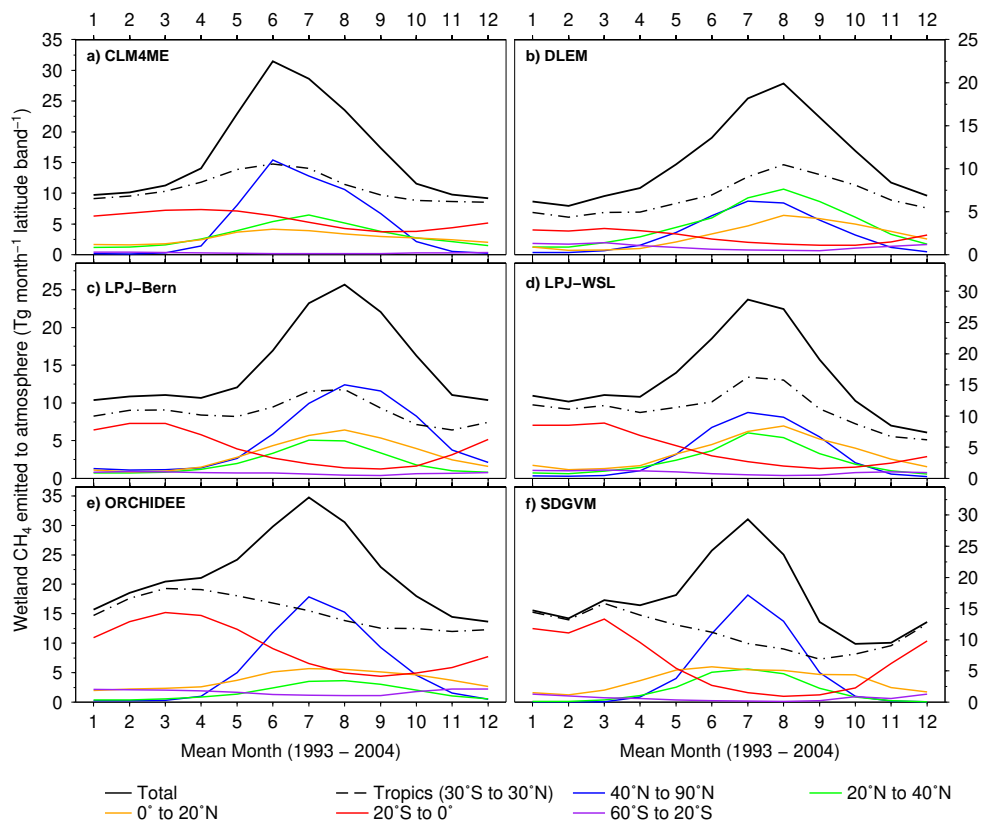 1 2 3 4 5 6 7 8 9 10 11 12
1 2 3 4 5 6 7 8 9 10 11 12
Wetland CH₄ emitted to atmosphere (Tg month⁻¹ latitude band⁻¹)
a) CLM4ME
35
30
25
20
15
10
5
0
b) DLEM
25
20
15
10
5
0
c) LPJ−Bern
25
20
15
10
5
0
d) LPJ−WSL
30
25
20
15
10
5
0
e) ORCHIDEE
35
30
25
20
15
10
5
0
f) SDGVM
30
25
20
15
10
5
0
1 2 3 4 5 6 7 8 9 10 11 12
1 2 3 4 5 6 7 8 9 10 11 12
Mean Month (1993 − 2004)
Mean Month (1993 − 2004)
Total
Tropics (30˚S to 30˚N)
40˚N to 90˚N
20˚N to 40˚N
0˚ to 20˚N
20˚S to 0˚
60˚S to 20˚S